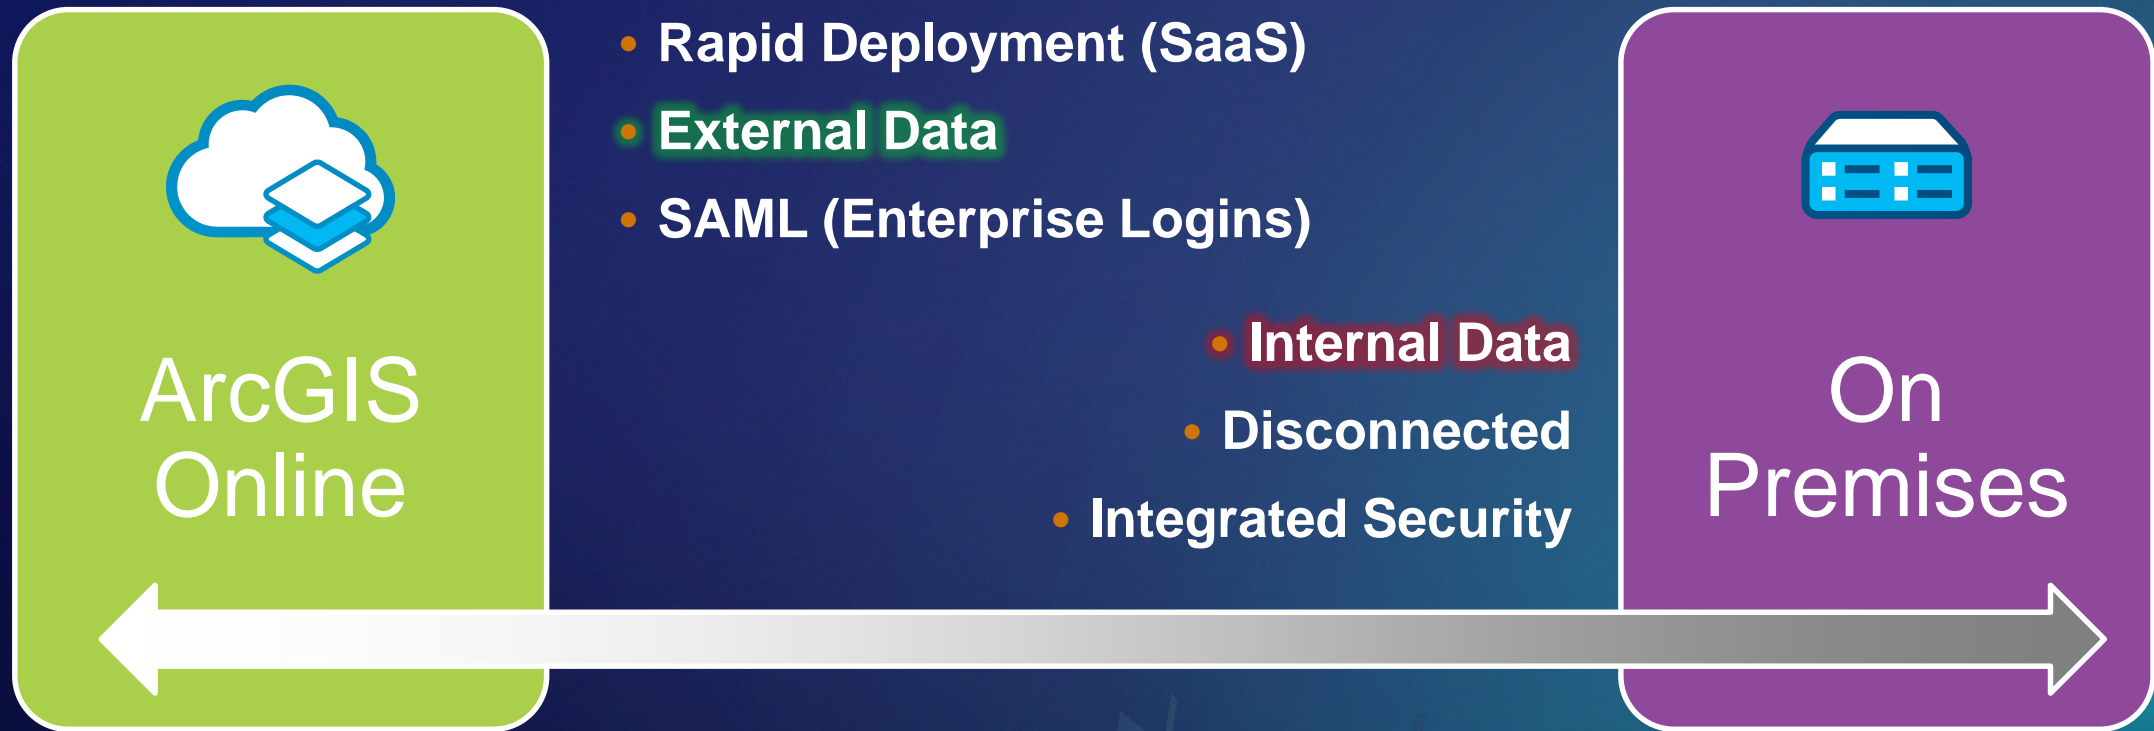 ArcGIS
Online
• Rapid Deployment (SaaS)
• External Data
• SAML (Enterprise Logins)
• Internal Data
• Disconnected
• Integrated Security
On
Premises